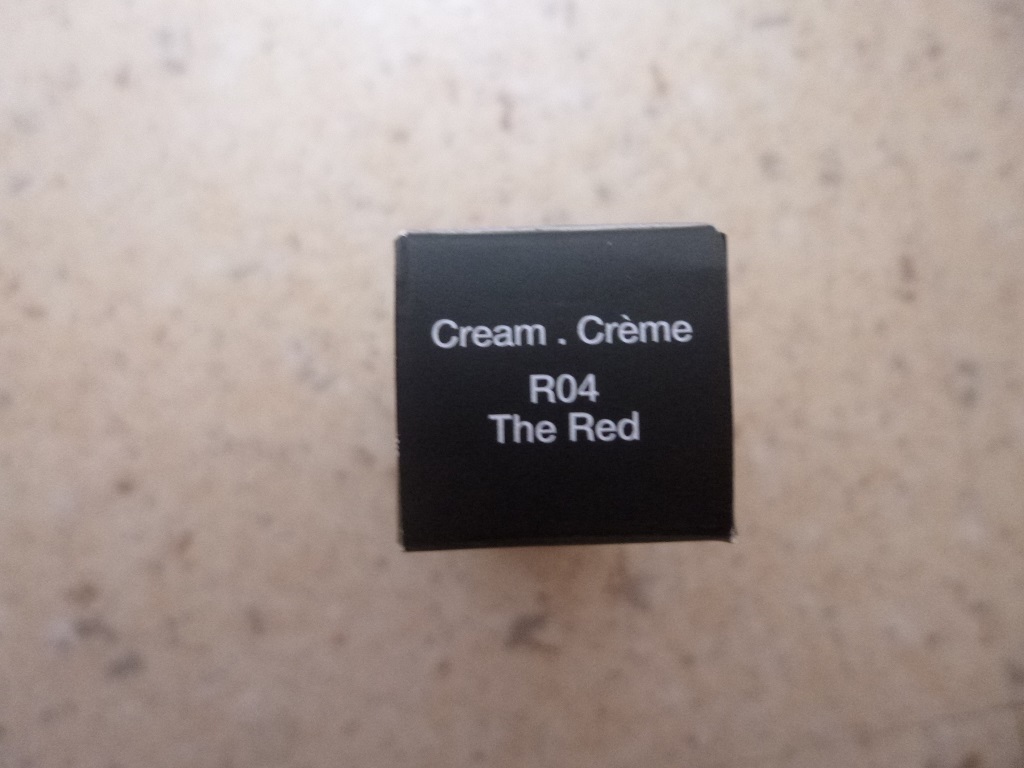 Cream . Crème
R04
The Red